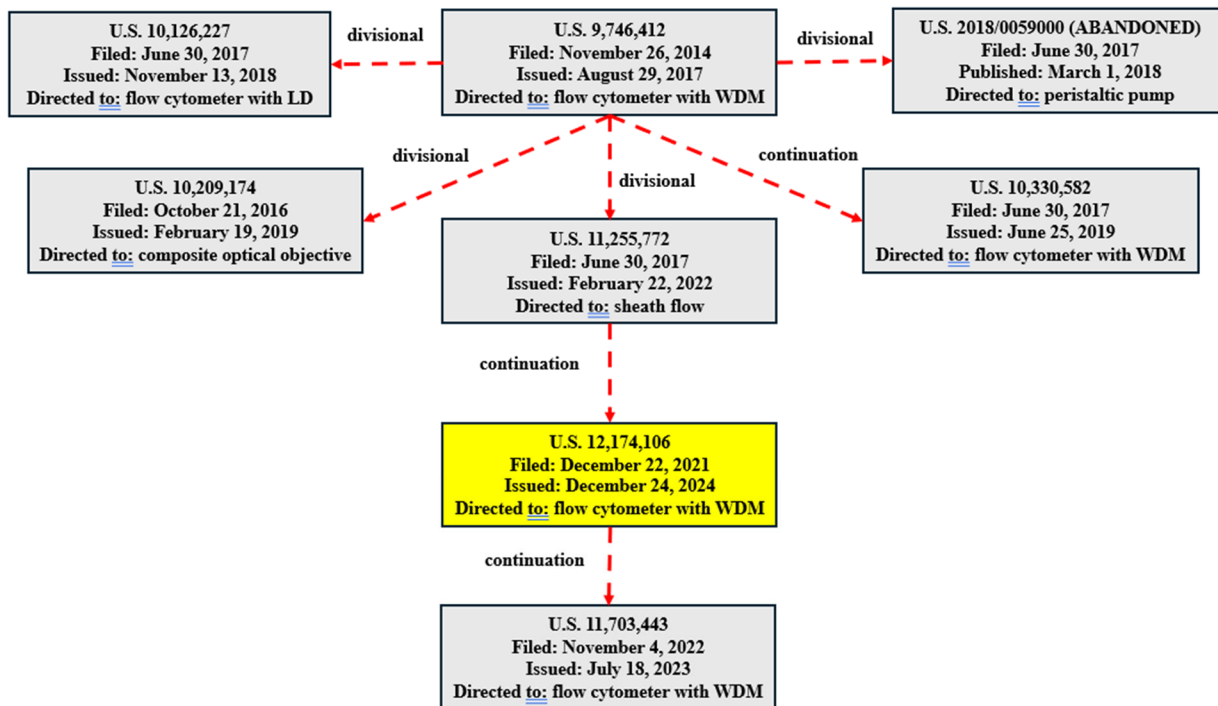 U.S. 10,126,227
Filed: June 30, 2017
Issued: November 13, 2018
Directed to: flow cytometer with LD
divisional
U.S. 9,746,412
Filed: November 26, 2014
Issued: August 29, 2017
Directed to: flow cytometer with WDM
divisional
U.S. 2018/0059000 (ABANDONED)
Filed: June 30, 2017
Published: March 1, 2018
Directed to: peristaltic pump
divisional
divisional
continuation
U.S. 10,209,174
Filed: October 21, 2016
Issued: February 19, 2019
Directed to: composite optical objective
U.S. 11,255,772
Filed: June 30, 2017
Issued: February 22, 2022
Directed to: sheath flow
U.S. 10,330,582
Filed: June 30, 2017
Issued: June 25, 2019
Directed to: flow cytometer with WDM
continuation
U.S. 12,174,106
Filed: December 22, 2021
Issued: December 24, 2024
Directed to: flow cytometer with WDM
continuation
U.S. 11,703,443
Filed: November 4, 2022
Issued: July 18, 2023
Directed to: flow cytometer with WDM